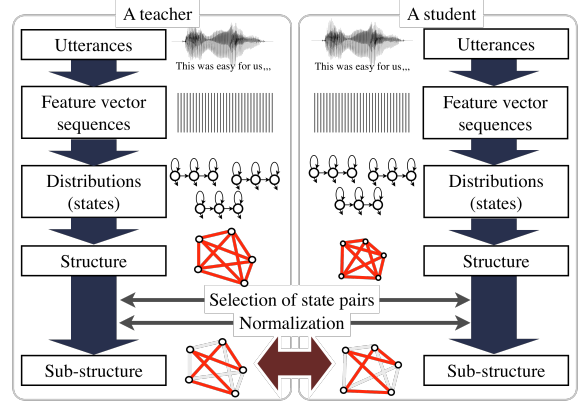 A teacher
Utterances
This was easy for us,,,
Feature vector
sequences
Distributions
(states)
Structure
Sub-structure
A student
Utterances
This was easy for us,,,
Feature vector
sequences
Distributions
(states)
Structure
Sub-structure
Selection of state pairs
Normalization